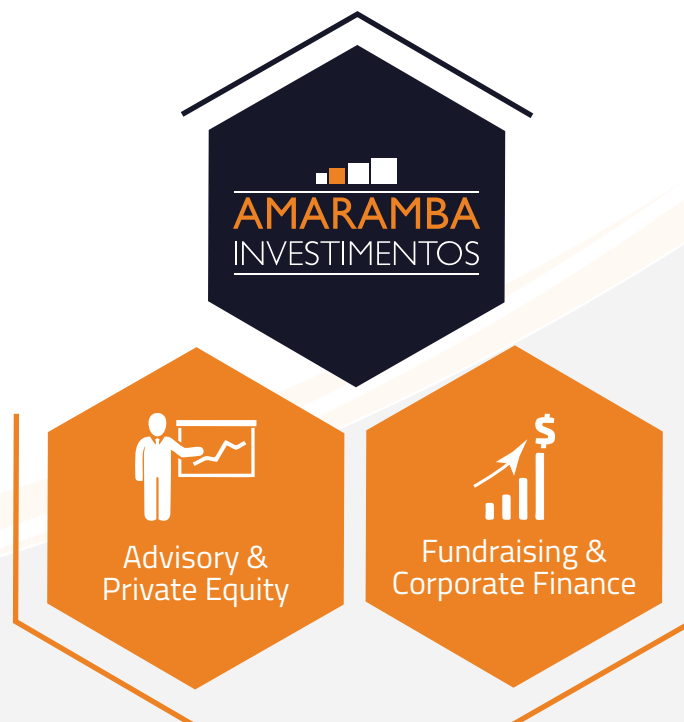 AMARAMBA
INVESTIMENTOS
Advisory &
Private Equity
$
Fundraising &
Corporate Finance